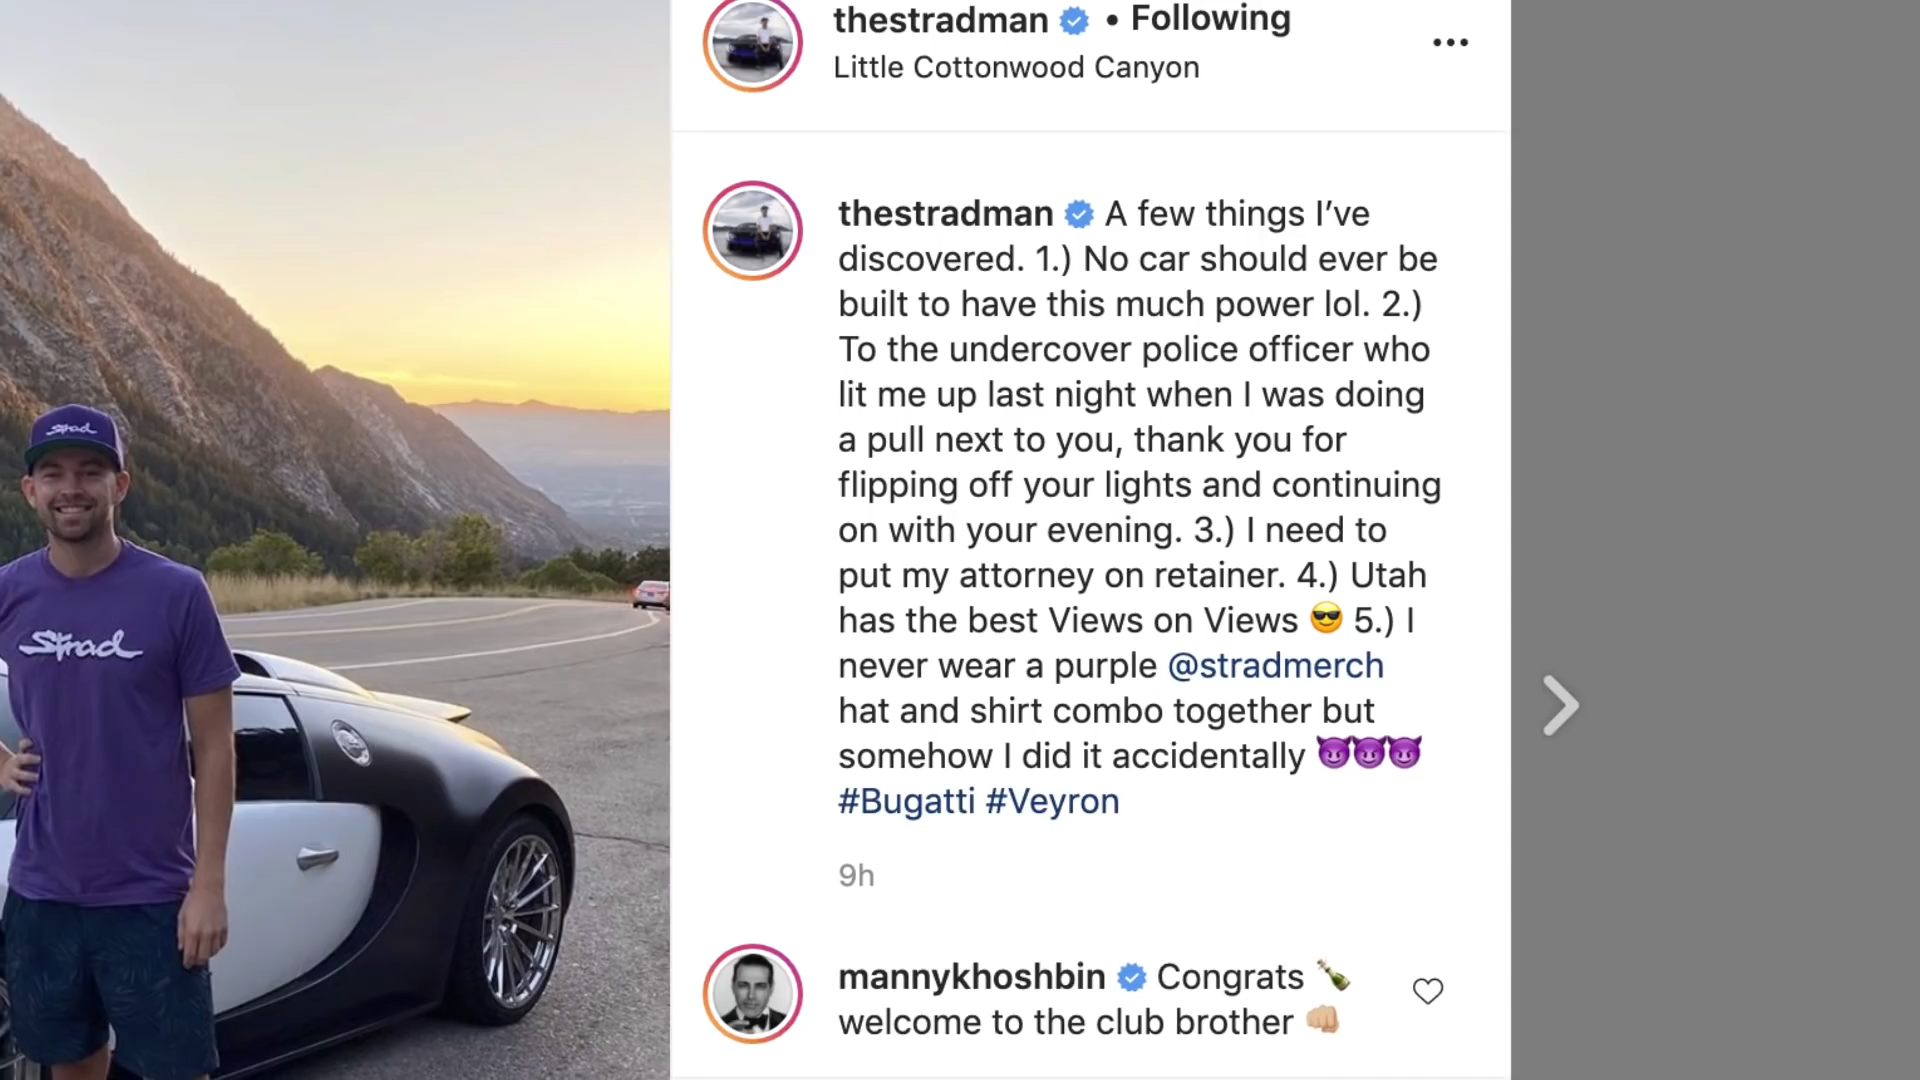 thestradman • Following
Little Cottonwood Canyon
thestradman A few things I’ve
discovered. 1.) No car should ever be
built to have this much power lol. 2.)
To the undercover police officer who
lit me up last night when I was doing
a pull next to you, thank you for
flipping off your lights and continuing
on with your evening. 3.) I need to
put my attorney on retainer. 4.) Utah
has the best Views on Views 😎 5.) I
never wear a purple @stradmerch
hat and shirt combo together but
somehow I did it accidentally 😈😈😈
#Bugatti #Veyron
9h
mannykhoshbin Congrats 🍾
welcome to the club brother 👊🏼
Strad
Strad